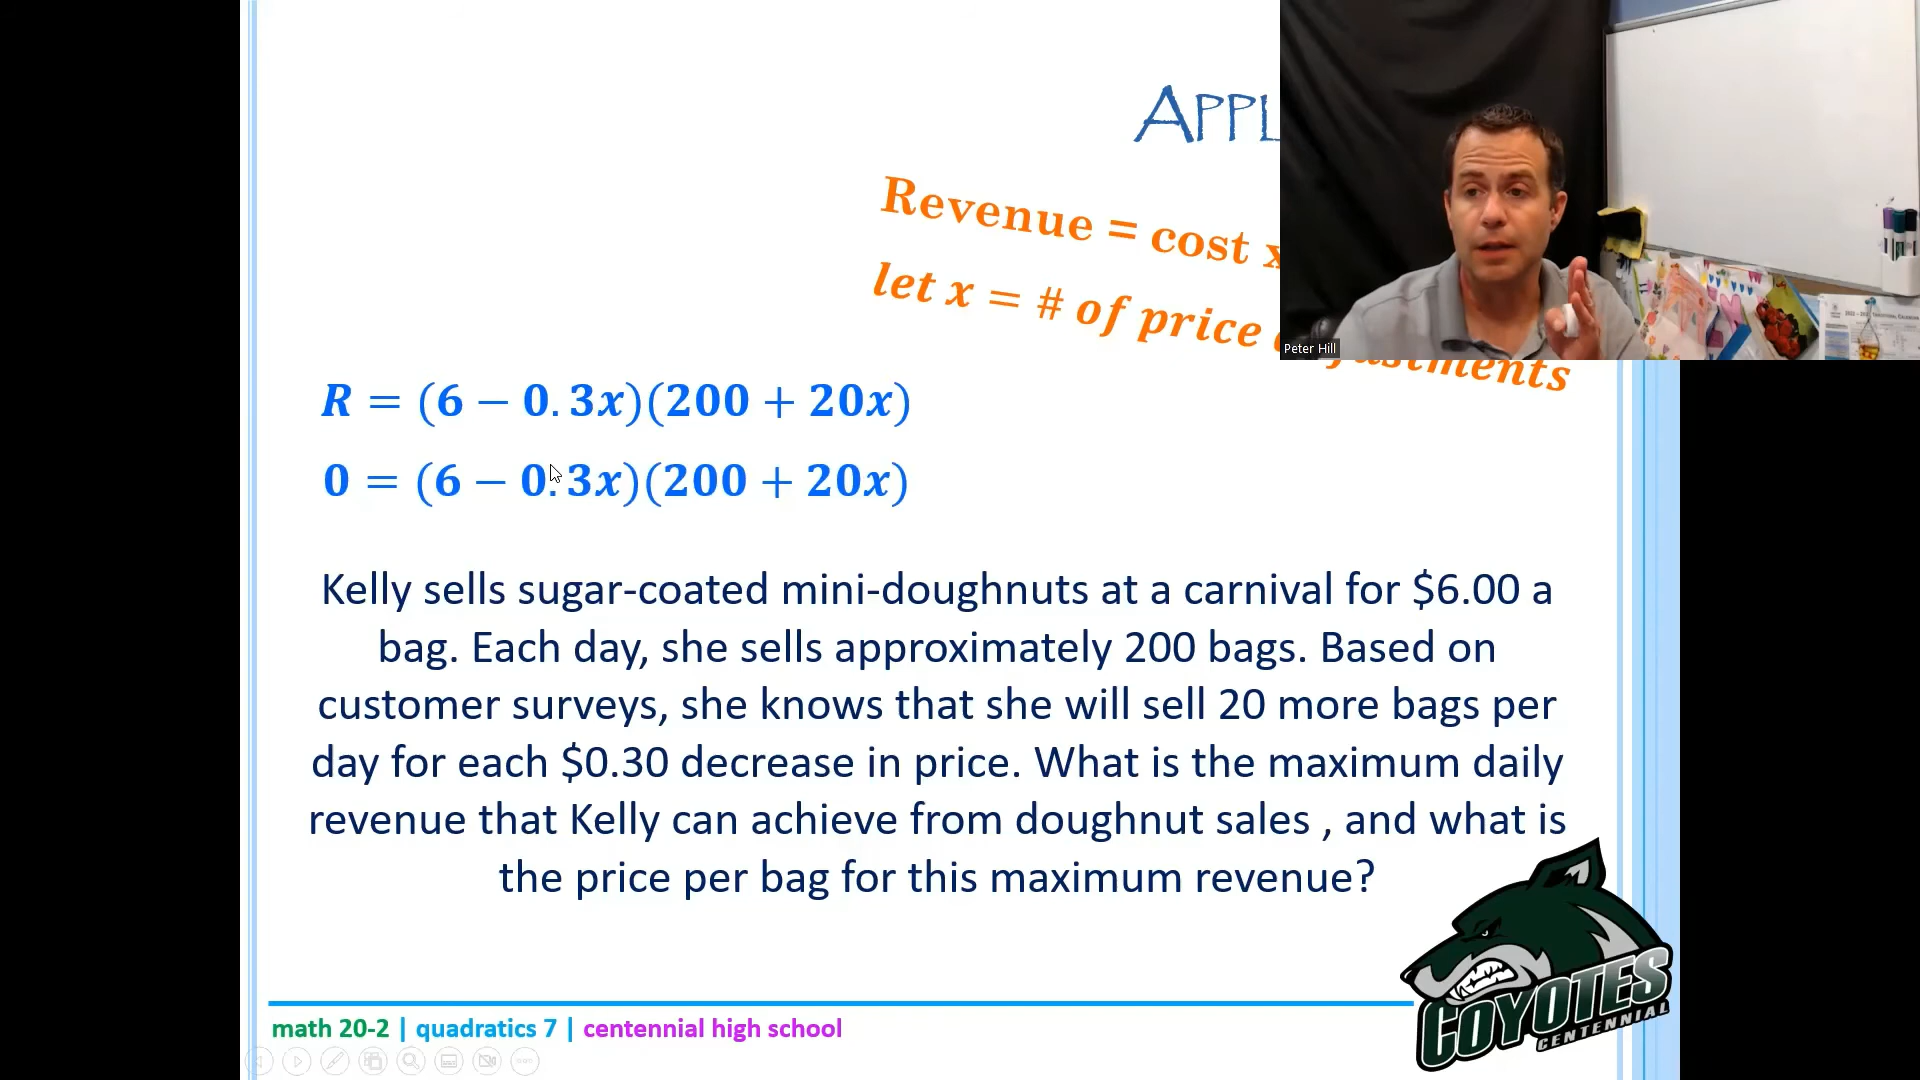 APPL
Revenue = cost x
let x = # of price
stments
Peter Hill
R = (6 − 0.3x)(200 + 20x)
0 = (6 − 0.3x)(200 + 20x)
Kelly sells sugar-coated mini-doughnuts at a carnival for $6.00 a
bag. Each day, she sells approximately 200 bags. Based on
customer surveys, she knows that she will sell 20 more bags per
day for each $0.30 decrease in price. What is the maximum daily
revenue that Kelly can achieve from doughnut sales , and what is
the price per bag for this maximum revenue?
COYOTES
CENTENNIAL
math 20-2 | quadratics 7 | centennial high school